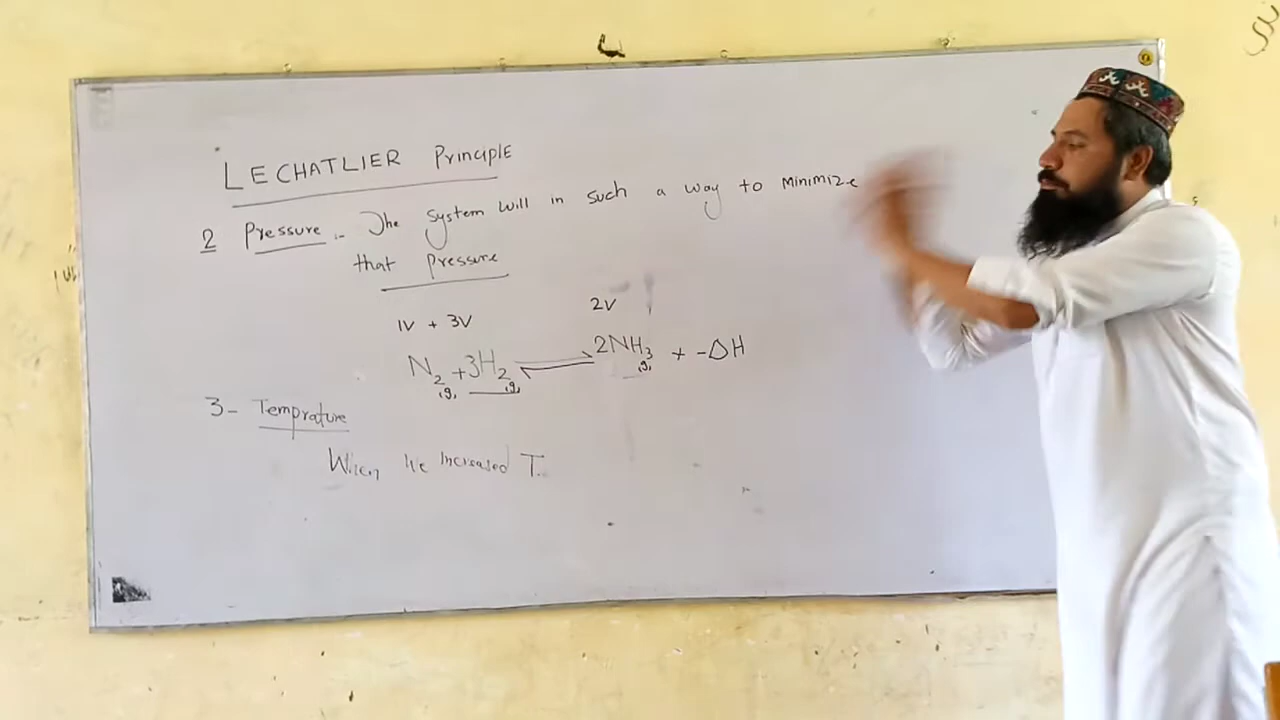 LECHATLIER Principle
2 Pressure - The system will in such a way to minimize
that pressure
1V + 3V 2V
N2(g) + 3H2(g) ⇌ 2NH3(g) + -ΔH
3- Temprature
When we increased T.